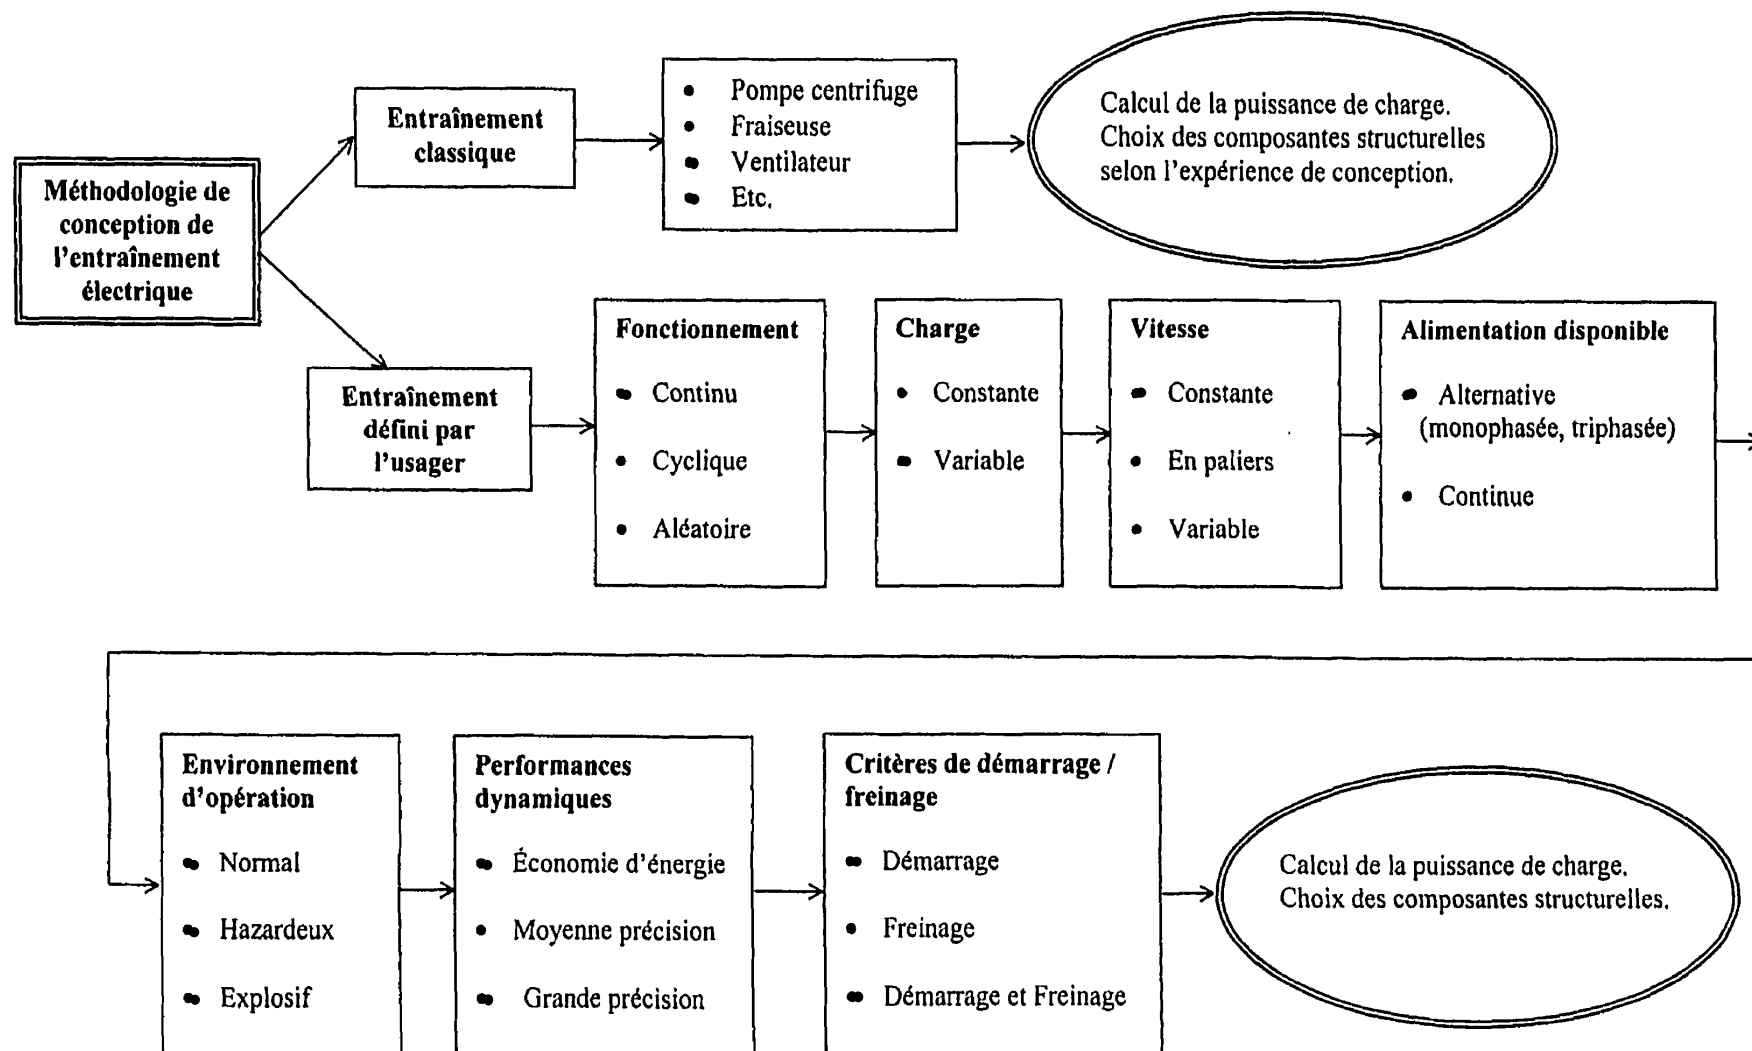 Méthodologie de
conception de
l'entraînement
électrique
Entraînement
classique
• Pompe centrifuge
• Fraiseuse
• Ventilateur
• Etc.
Calcul de la puissance de charge.
Choix des composantes structurelles
selon l'expérience de conception.
Entraînement
défini par
l'usager
Fonctionnement
• Continu
• Cyclique
• Aléatoire
Charge
• Constante
• Variable
Vitesse
• Constante
• En paliers
• Variable
Alimentation disponible
• Alternative
(monophasée, triphasée)
• Continue
Environnement
d'opération
• Normal
• Hazardeux
• Explosif
Performances
dynamiques
• Économie d'énergie
• Moyenne précision
• Grande précision
Critères de démarrage /
freinage
• Démarrage
• Freinage
• Démarrage et Freinage
Calcul de la puissance de charge.
Choix des composantes structurelles.